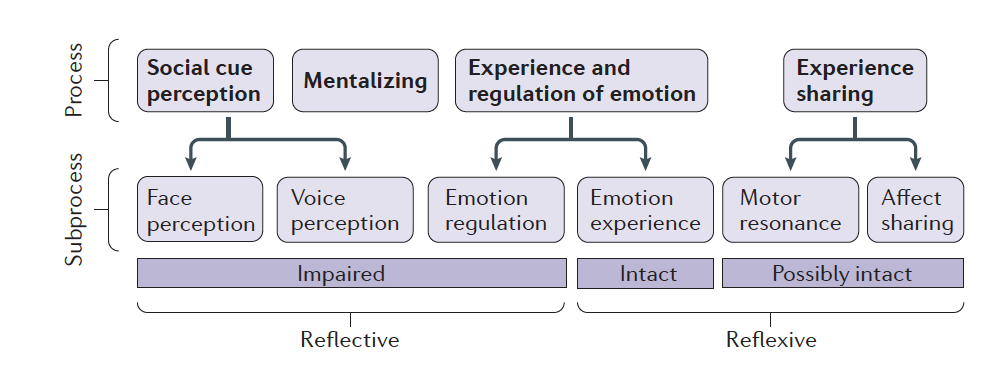 Process
Social cue
perception
Mentalizing
Experience and
regulation of emotion
Experience
sharing
Subprocess
Face
perception
Voice
perception
Emotion
regulation
Emotion
experience
Motor
resonance
Affect
sharing
Impaired
Intact
Possibly intact
Reflective
Reflexive